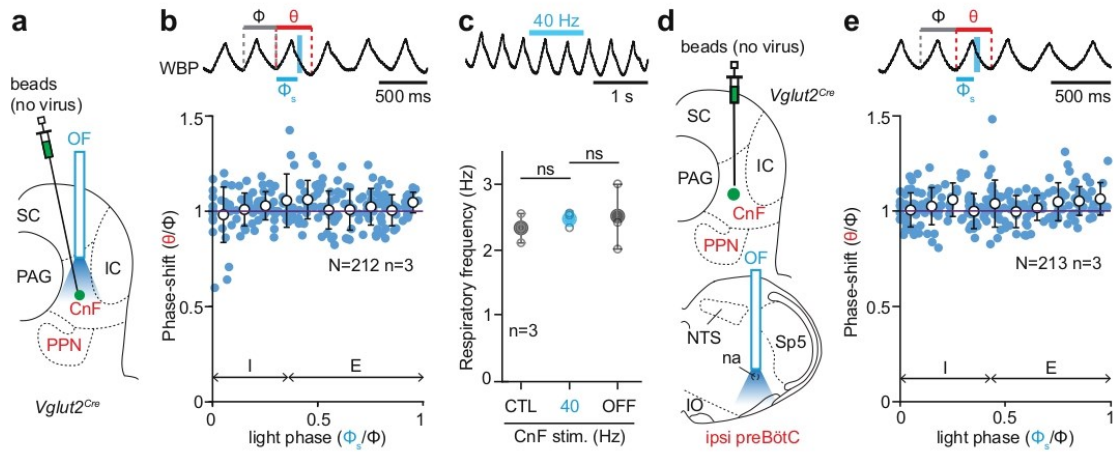 a
beads
(no virus)
OF
SC
PAG
IC
CnF
PPN
Vglut2Cre
b
Φ
θ
WBP
Φs
500 ms
1.5
1
0.5
0
Phase-shift (θ/Φ)
N=212 n=3
I
E
0
0.5
1
light phase (Φs/Φ)
c
40 Hz
1 s
ns
ns
3
2
1
0
Respiratory frequency (Hz)
n=3
CTL
40
OFF
CnF stim. (Hz)
d
beads (no virus)
Vglut2Cre
SC
IC
PAG
CnF
PPN
OF
NTS
Sp5
na
IO
ipsi preBötC
e
Φ
θ
Φs
500 ms
1.5
1
0.5
0
Phase-shift (θ/Φ)
N=213 n=3
I
E
0
0.5
1
light phase (Φs/Φ)